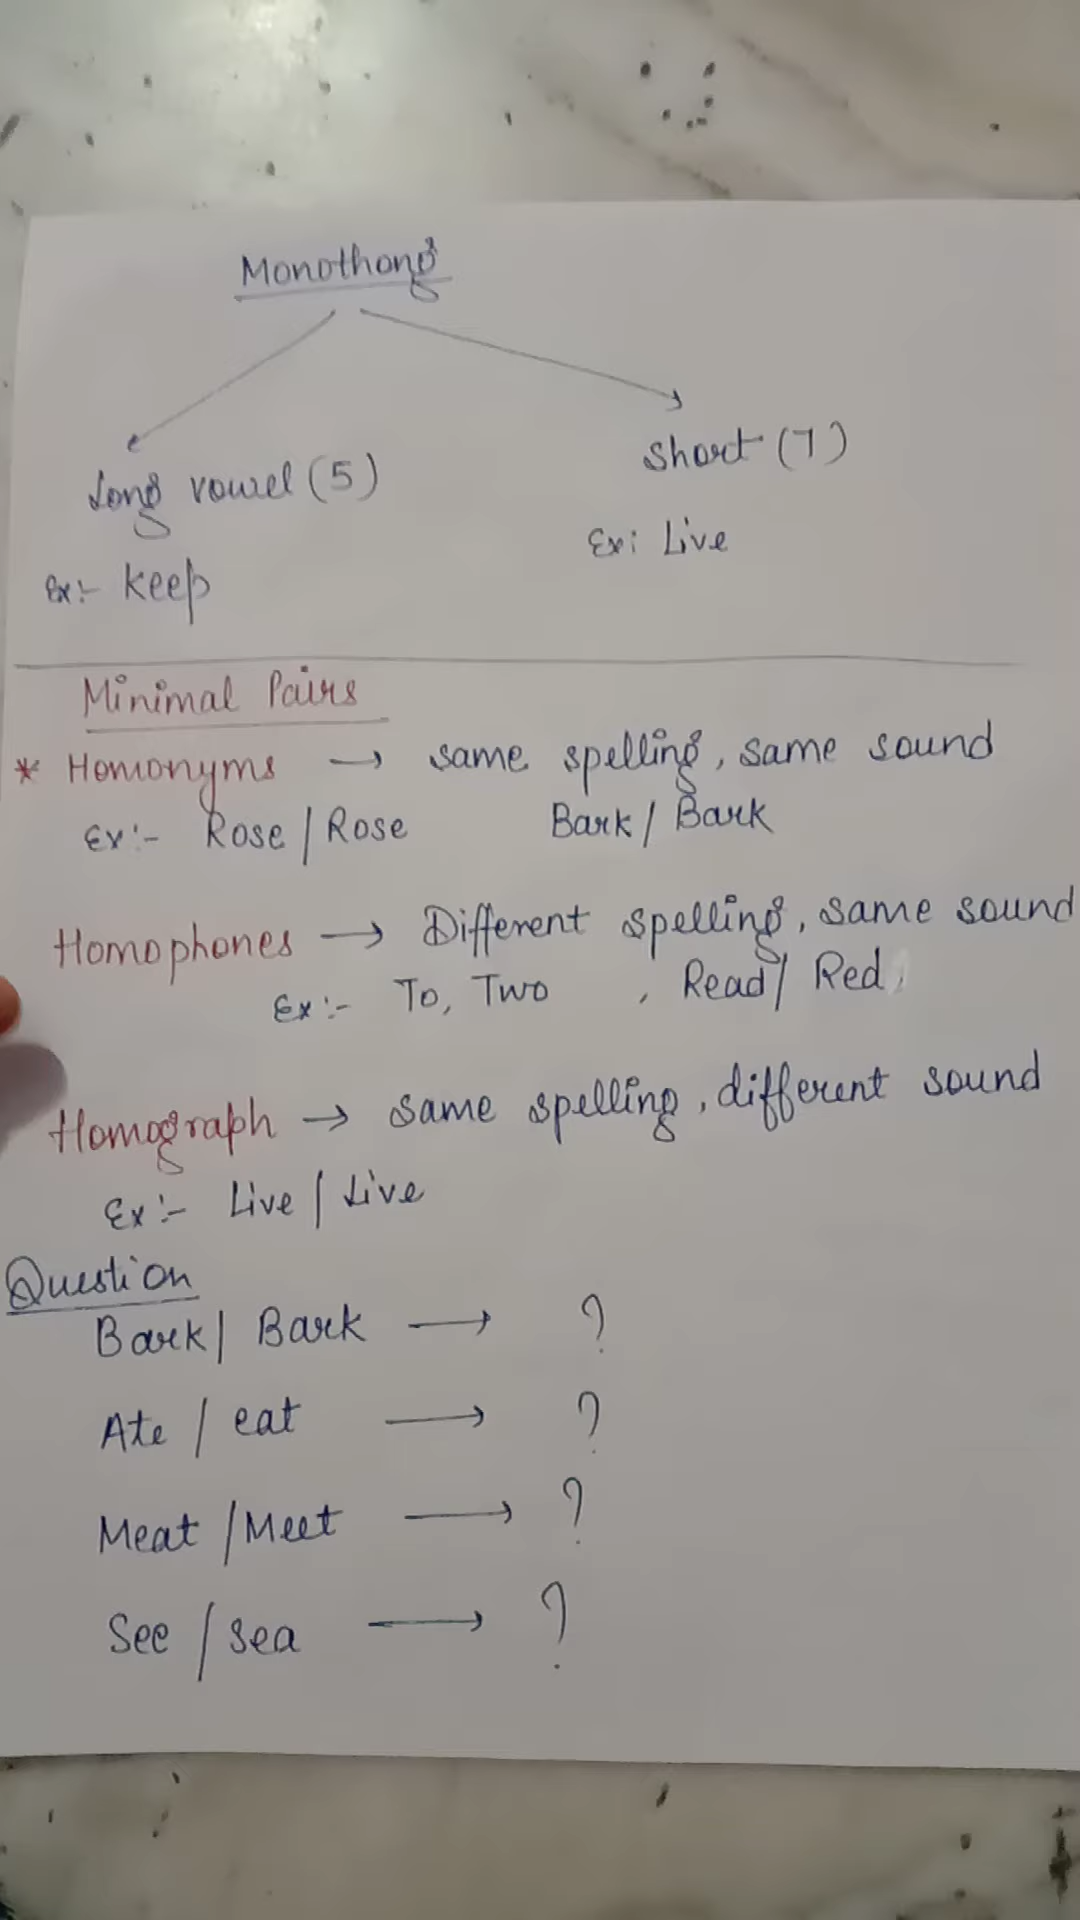 Monothong
Long vowel (5) Short (7)
Ex:- Keep Ex: Live
Minimal Pairs
* Homonyms → same spelling, same sound
Ex:- Rose / Rose Bark / Bark
Homophones → Different spelling, same sound
Ex:- To, Two , Read / Red,
Homograph → same spelling, different sound
Ex:- Live / Live
Question
Bark / Bark → ?
Ate / eat → ?
Meat / Meet → ?
See / sea → ?